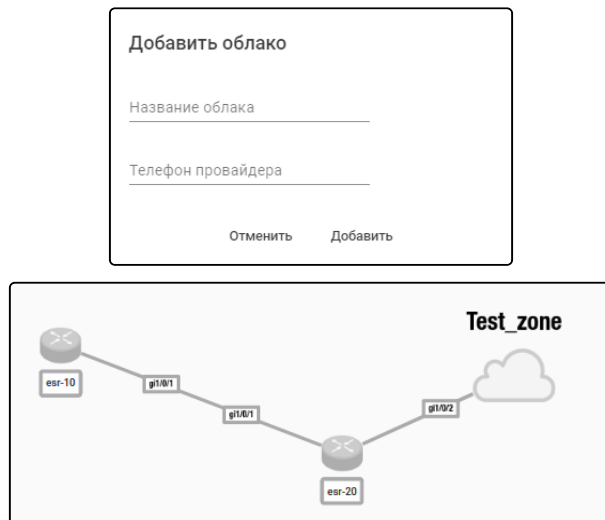 Добавить облако
Название облака
Телефон провайдера
Отменить Добавить
Test_zone
esr-10
gi1/0/1
gi1/0/1
gi1/0/2
esr-20